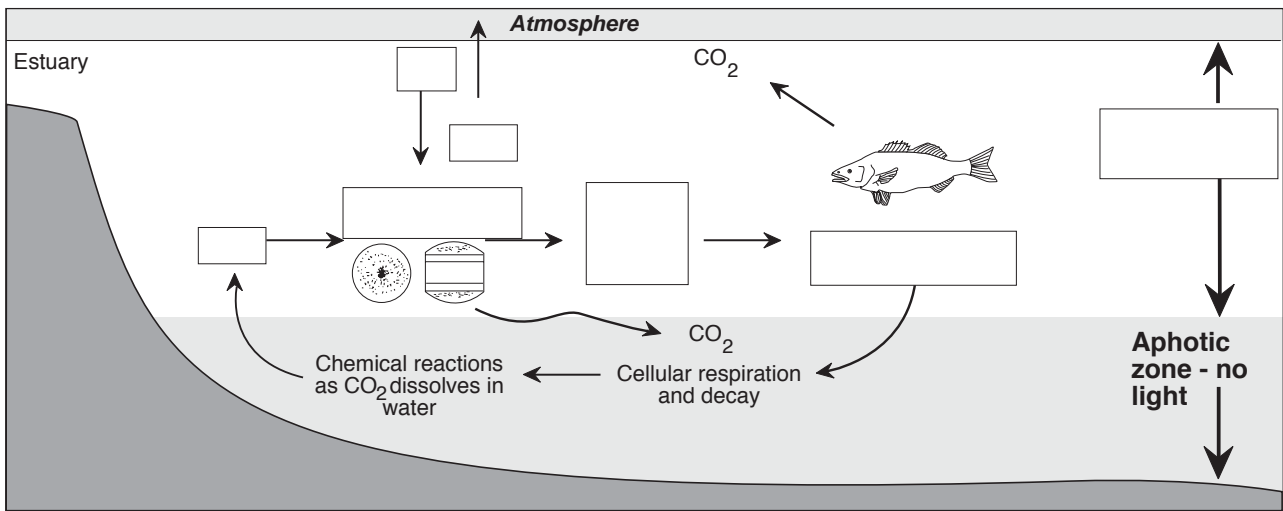 Atmosphere
Estuary
CO2
CO2
Aphotic
zone - no
light
Chemical reactions
as CO2 dissolves in
water
Cellular respiration
and decay